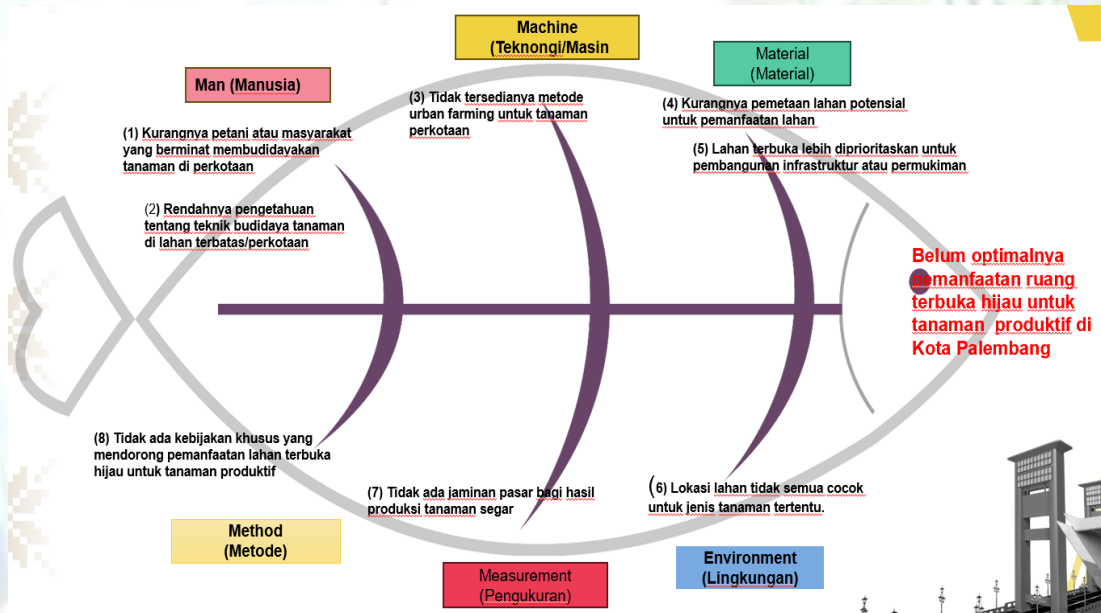 Machine
(Teknongi/Masin
Material
(Material)
Man (Manusia)
(3) Tidak tersedianya metode
urban farming untuk tanaman
perkotaan
(4) Kurangnya pemetaan lahan potensial
untuk pemanfaatan lahan
(1) Kurangnya petani atau masyarakat
yang berminat membudidayakan
tanaman di perkotaan
(5) Lahan terbuka lebih diprioritaskan untuk
pembangunan infrastruktur atau permukiman
(2) Rendahnya pengetahuan
tentang teknik budidaya tanaman
di lahan terbatas/perkotaan
Belum optimalnya
pemanfaatan ruang
terbuka hijau untuk
tanaman produktif di
Kota Palembang
(8) Tidak ada kebijakan khusus yang
mendorong pemanfaatan lahan terbuka
hijau untuk tanaman produktif
(7) Tidak ada jaminan pasar bagi hasil
produksi tanaman segar
(6) Lokasi lahan tidak semua cocok
untuk jenis tanaman tertentu.
Method
(Metode)
Measurement
(Pengukuran)
Environment
(Lingkungan)